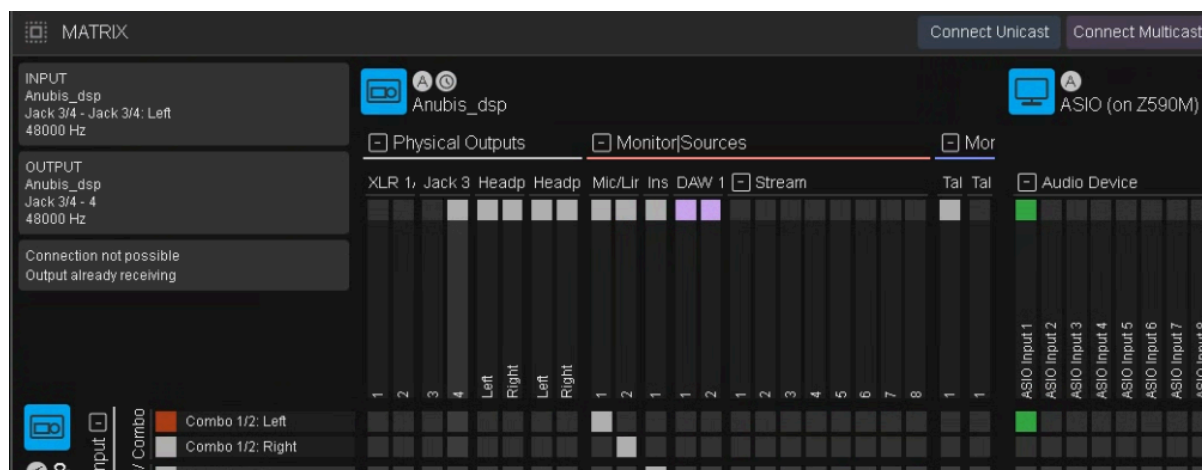 MATRIX
Connect Unicast
Connect Multicast
INPUT
Anubis_dsp
Jack 3/4 - Jack 3/4: Left
48000 Hz
OUTPUT
Anubis_dsp
Jack 3/4 - 4
48000 Hz
Connection not possible
Output already receiving
A
Anubis_dsp
A
ASIO (on Z590M)
Physical Outputs
Monitor|Sources
Mor
XLR 1/ Jack 3 Headp Headp Mic/Lir Ins DAW 1 Stream
Tal Tal
Audio Device
1 2 3 4 Left Right Left Right 1 2 1 1 2 1 2 3 4 5 6 7 8 1 1
ASIO Input 1
ASIO Input 2
ASIO Input 3
ASIO Input 4
ASIO Input 5
ASIO Input 6
ASIO Input 7
ASIO Input 8
/ Combo
Combo 1/2: Left
Combo 1/2: Right